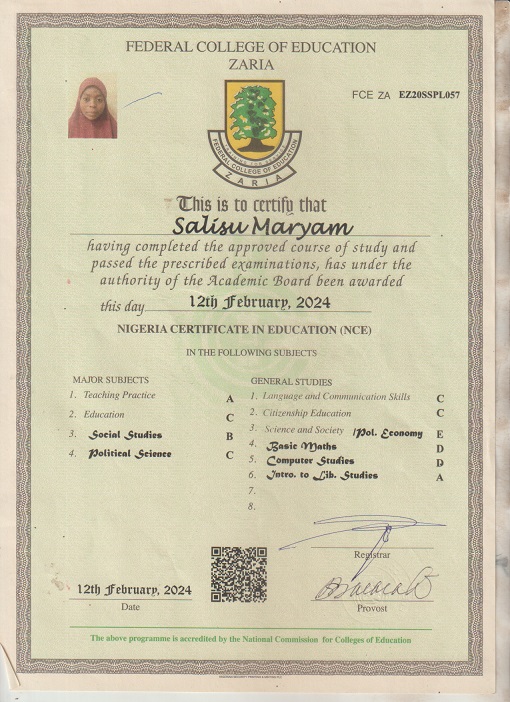 FEDERAL COLLEGE OF EDUCATION
ZARIA
FCE ZA EZ20SSPL057
FEDERAL COLLEGE OF EDUCATION
ZARIA
This is to certify that
Salisu Maryam
having completed the approved course of study and
passed the prescribed examinations, has under the
authority of the Academic Board been awarded
this day 12th February, 2024
NIGERIA CERTIFICATE IN EDUCATION (NCE)
IN THE FOLLOWING SUBJECTS
MAJOR SUBJECTS
1. Teaching Practice A
2. Education C
3. Social Studies B
4. Political Science C
GENERAL STUDIES
1. Language and Communication Skills C
2. Citizenship Education C
3. Science and Society /Pol. Economy E
4. Basic Maths D
5. Computer Studies D
6. Intro. to Lib. Studies A
7.
8.
Registrar
12th February, 2024
Date
Provost
The above programme is accredited by the National Commission for Colleges of Education